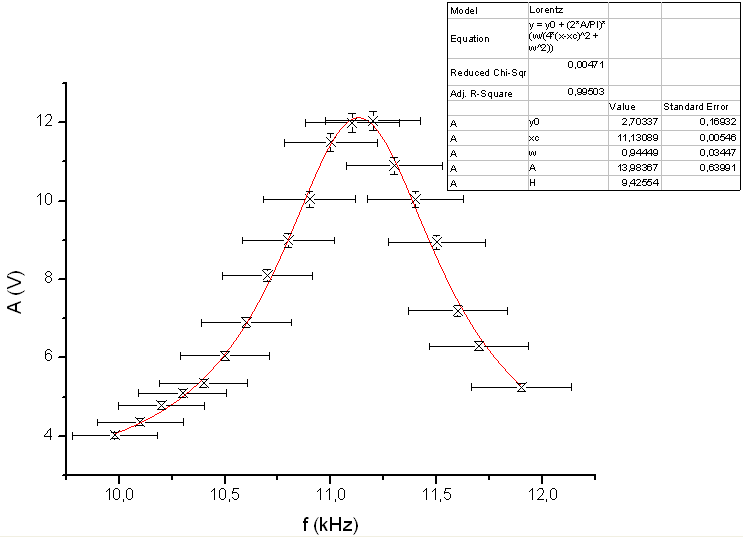 Model Lorentz
Equation y = y0 + (2*A/PI)*
(w/(4*(x-xc)^2 +
w^2))
Reduced Chi-Sqr 0,00471
Adj. R-Square 0,99503
Value Standard Error
A y0 2,70337 0,16932
A xc 11,13089 0,00546
A w 0,94449 0,03447
A A 13,98367 0,63991
A H 9,42554
12
10
8
6
4
A (V)
10,0 10,5 11,0 11,5 12,0
f (kHz)